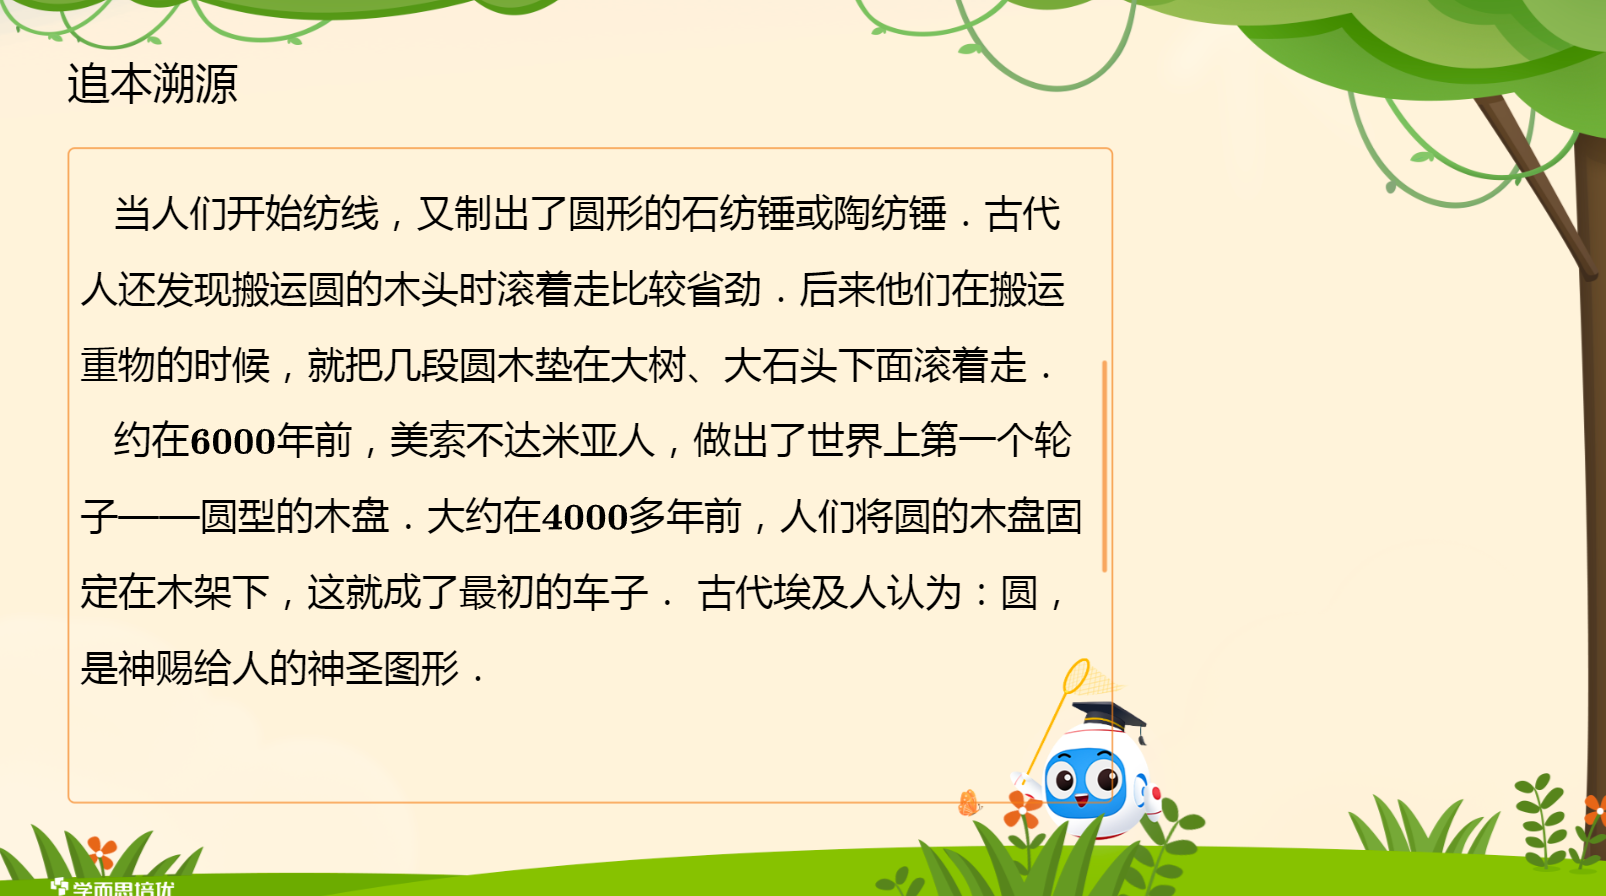 追本溯源
当人们开始纺线，又制出了圆形的石纺锤或陶纺锤．古代
人还发现搬运圆的木头时滚着走比较省劲．后来他们在搬运
重物的时候，就把几段圆木垫在大树、大石头下面滚着走．
约在6000年前，美索不达米亚人，做出了世界上第一个轮
子——圆型的木盘．大约在4000多年前，人们将圆的木盘固
定在木架下，这就成了最初的车子． 古代埃及人认为：圆，
是神赐给人的神圣图形．
学而思培优